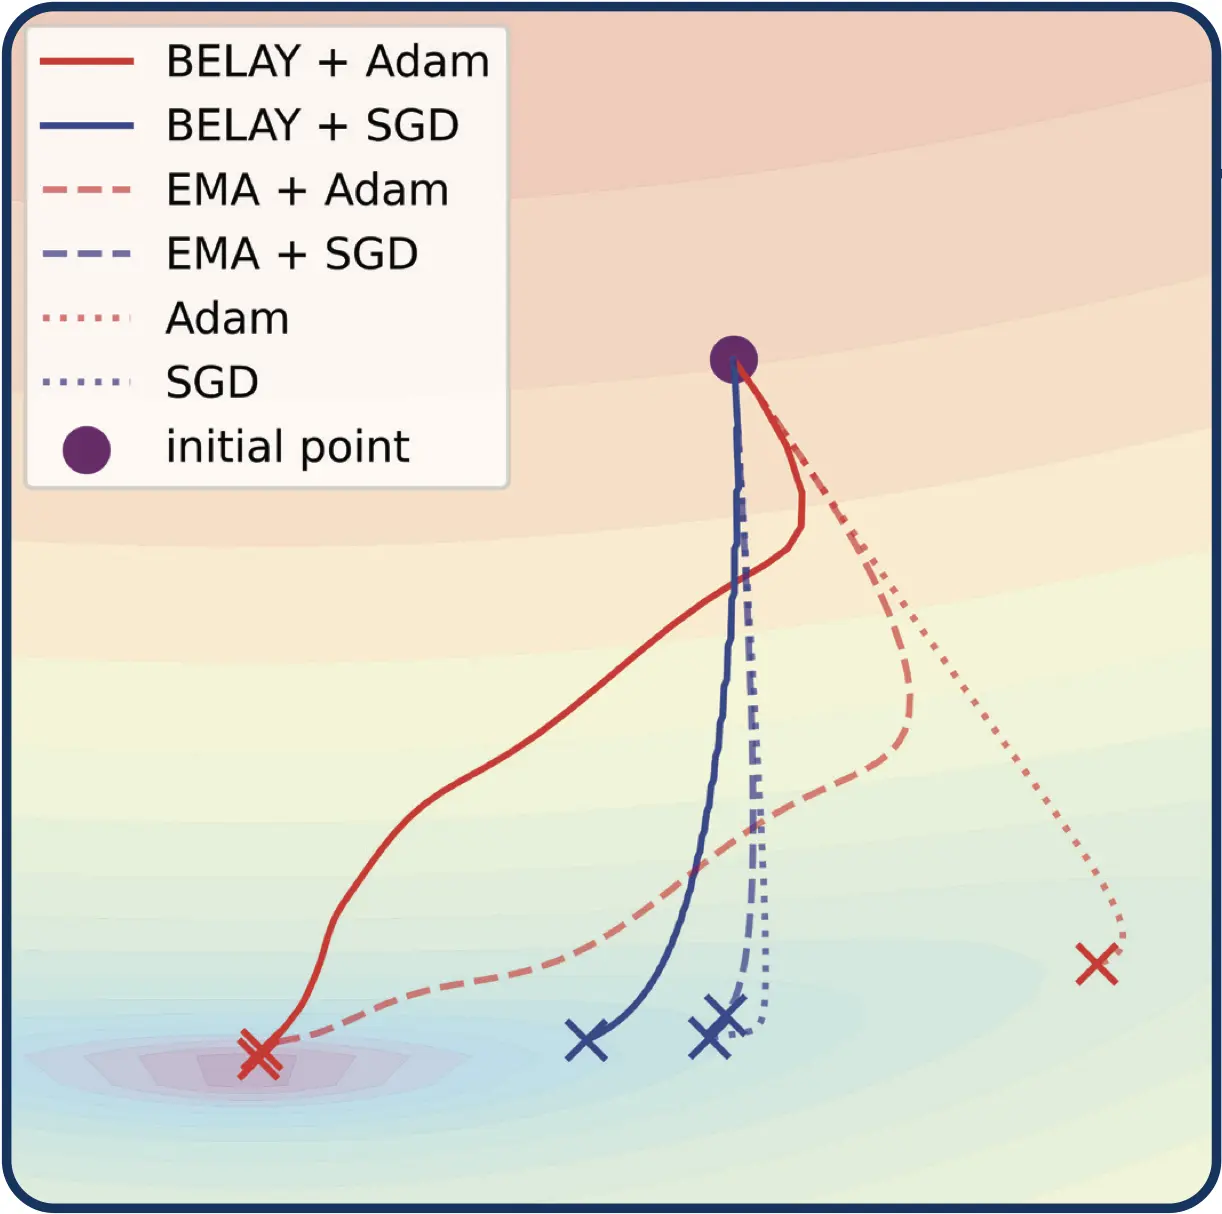 BELAY + Adam
BELAY + SGD
EMA + Adam
EMA + SGD
Adam
SGD
initial point